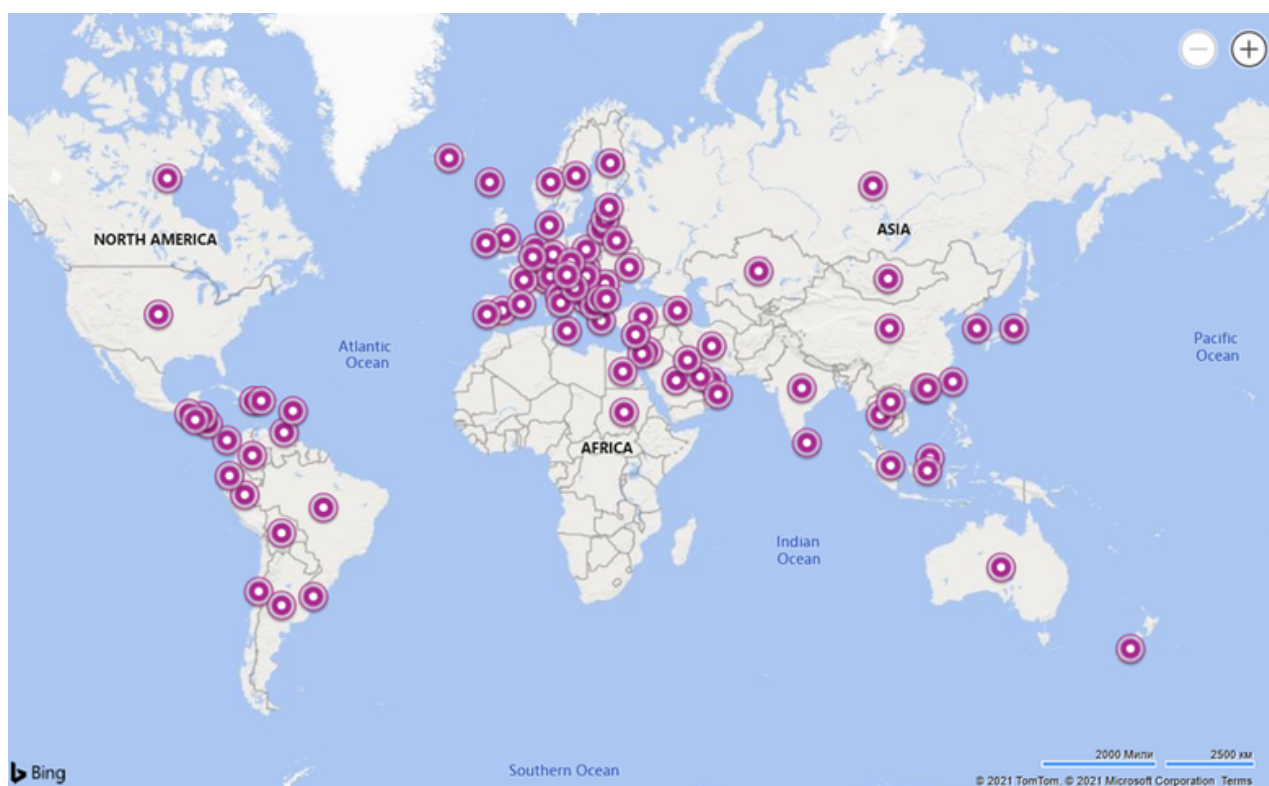 NORTH AMERICA
ASIA
Atlantic
Ocean
Pacific
Ocean
AFRICA
Indian
Ocean
Southern Ocean
Bing
2000 Мили
2500 км
© 2021 TomTom, © 2021 Microsoft Corporation Terms